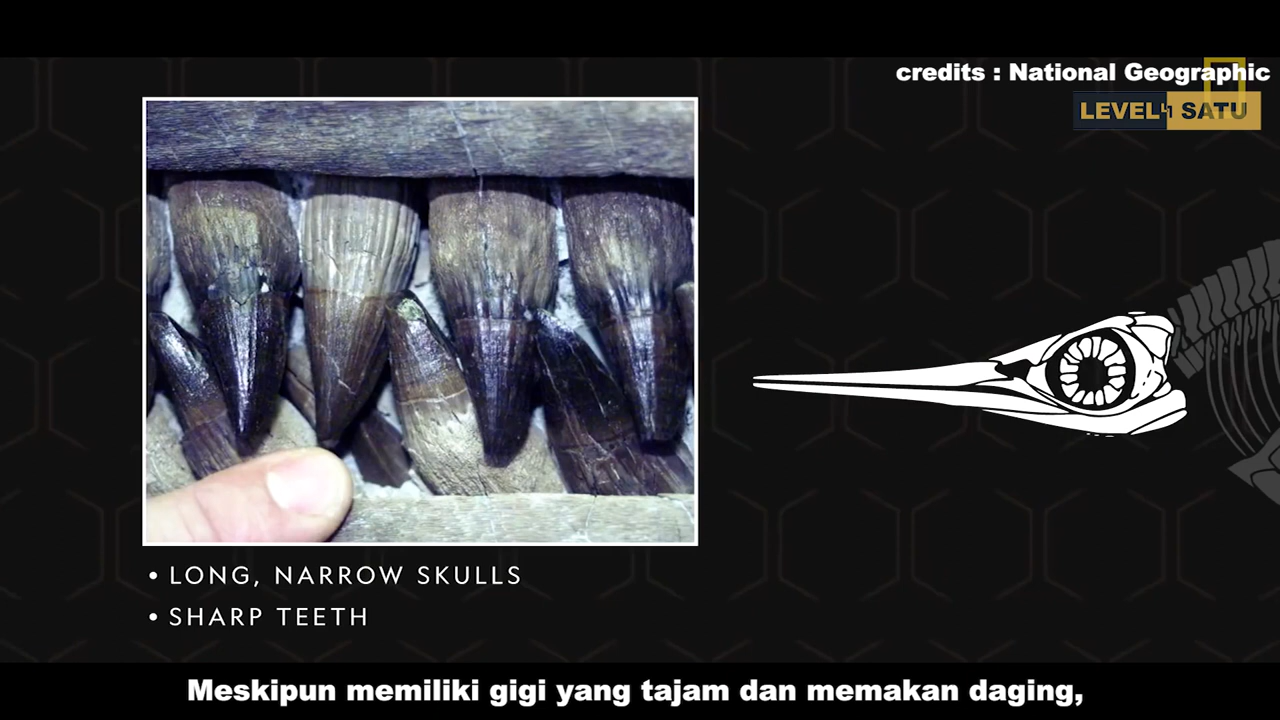 credits : National Geographic
LEVEL SATU
• LONG, NARROW SKULLS
• SHARP TEETH
Meskipun memiliki gigi yang tajam dan memakan daging,